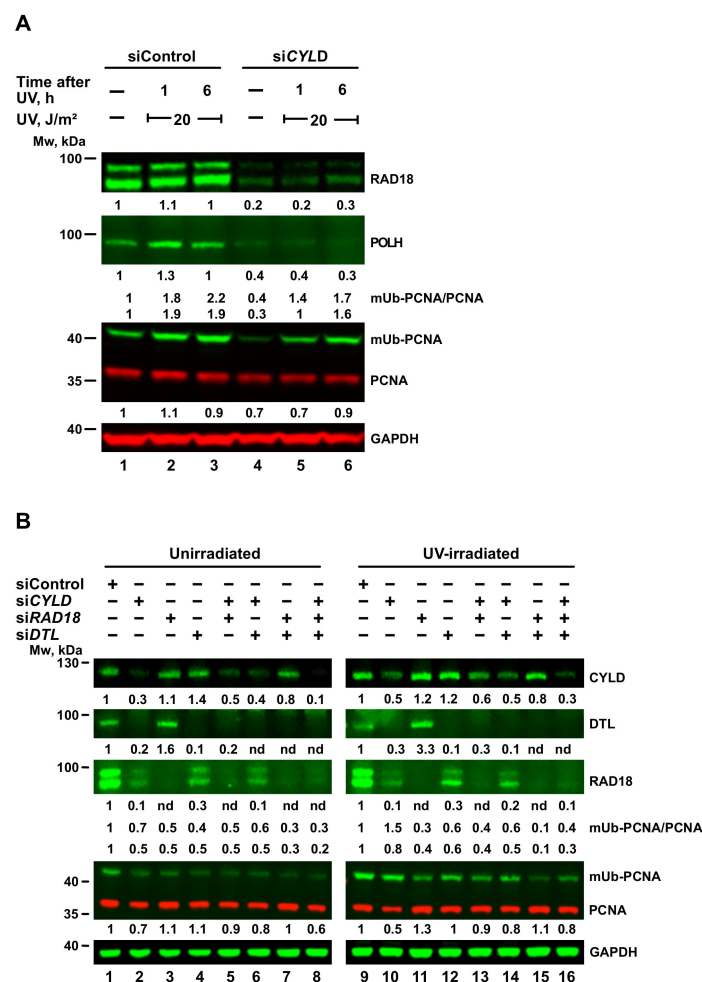 A
siControl siCYLD
Time after UV, h – 1 6 – 1 6
UV, J/m² – 20 – 20
Mw, kDa
100
RAD18
1 1.1 1 0.2 0.2 0.3
100
POLH
1 1.3 1 0.4 0.4 0.3
1 1.8 2.2 0.4 1.4 1.7 mUb-PCNA/PCNA
1 1.9 1.9 0.3 1 1.6
40 mUb-PCNA
35 PCNA
1 1.1 0.9 0.7 0.7 0.9
40
GAPDH
1 2 3 4 5 6
B
Unirradiated UV-irradiated
siControl + – – – – – – – + – – – – – – –
siCYLD – + – – + + – + – + – – + + – +
siRAD18 – – + – + – + + – – + – + – + +
siDTL – – – + – + + + – – – + – + + +
Mw, kDa
130
CYLD
1 0.3 1.1 1.4 0.5 0.4 0.8 0.1 1 0.5 1.2 1.2 0.6 0.5 0.8 0.3
100
DTL
1 0.2 1.6 0.1 0.2 nd nd nd 1 0.3 3.3 0.1 0.3 0.1 nd nd
100
RAD18
1 0.1 nd 0.3 nd 0.1 nd nd 1 0.1 nd 0.3 nd 0.2 nd 0.1
1 0.7 0.5 0.4 0.5 0.6 0.3 0.3 1 1.5 0.3 0.6 0.4 0.6 0.1 0.4 mUb-PCNA/PCNA
1 0.5 0.5 0.5 0.5 0.5 0.3 0.2 1 0.8 0.4 0.6 0.4 0.5 0.1 0.3
40 mUb-PCNA
35 PCNA
1 0.7 1.1 1.1 0.9 0.8 1 0.6 1 0.5 1.3 1 0.9 0.8 1.1 0.8
40 GAPDH
1 2 3 4 5 6 7 8 9 10 11 12 13 14 15 16